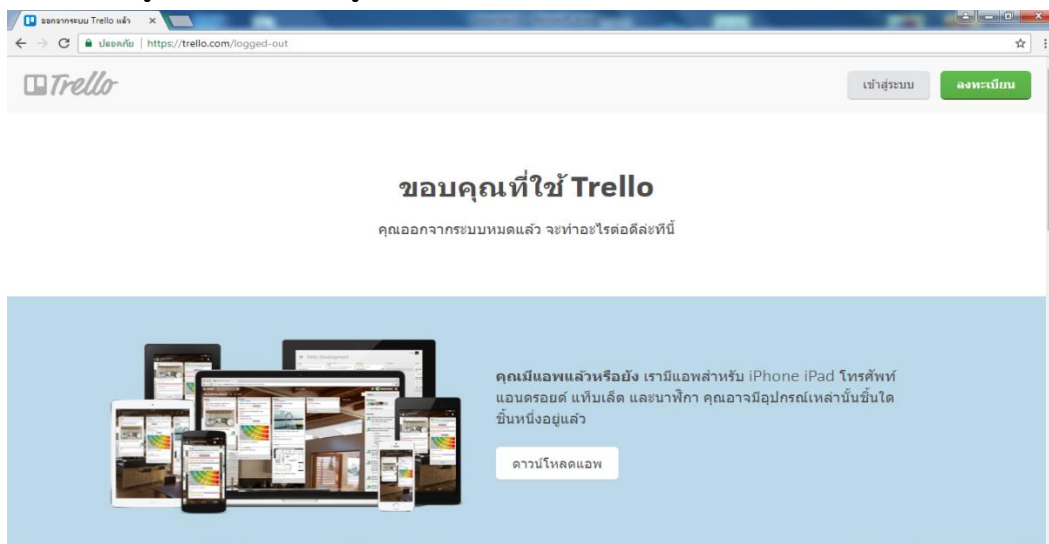 ออกจากระบบ Trello แล้ว
ปลอดภัย | https://trello.com/logged-out
Trello
เข้าสู่ระบบ
ลงทะเบียน
ขอบคุณที่ใช้ Trello
คุณออกจากระบบหมดแล้ว จะทำอะไรต่อดีล่ะทีนี้
คุณมีแอพแล้วหรือยัง เรามีแอพสำหรับ iPhone iPad โทรศัพท์
แอนดรอยด์ แท็บเล็ต และนาฬิกา คุณอาจมีอุปกรณ์เหล่านั้นชิ้นใด
ชิ้นหนึ่งอยู่แล้ว
ดาวน์โหลดแอพ